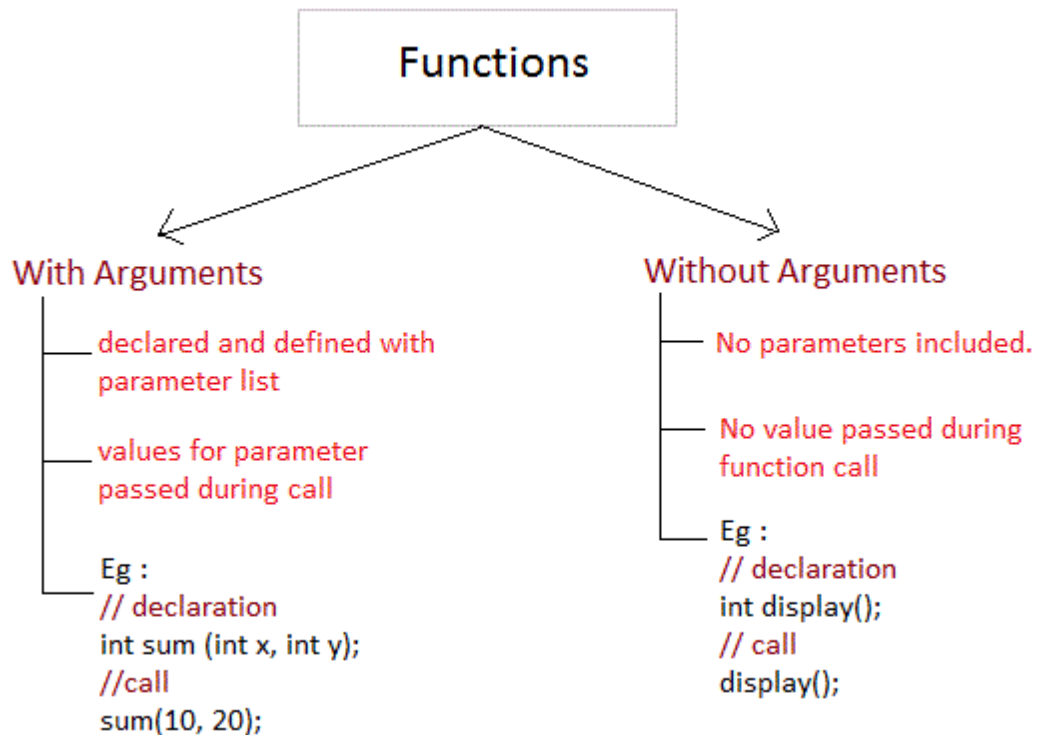 Functions
With Arguments
declared and defined with
parameter list
values for parameter
passed during call
Eg :
// declaration
int sum (int x, int y);
//call
sum(10, 20);
Without Arguments
No parameters included.
No value passed during
function call
Eg :
// declaration
int display();
// call
display();